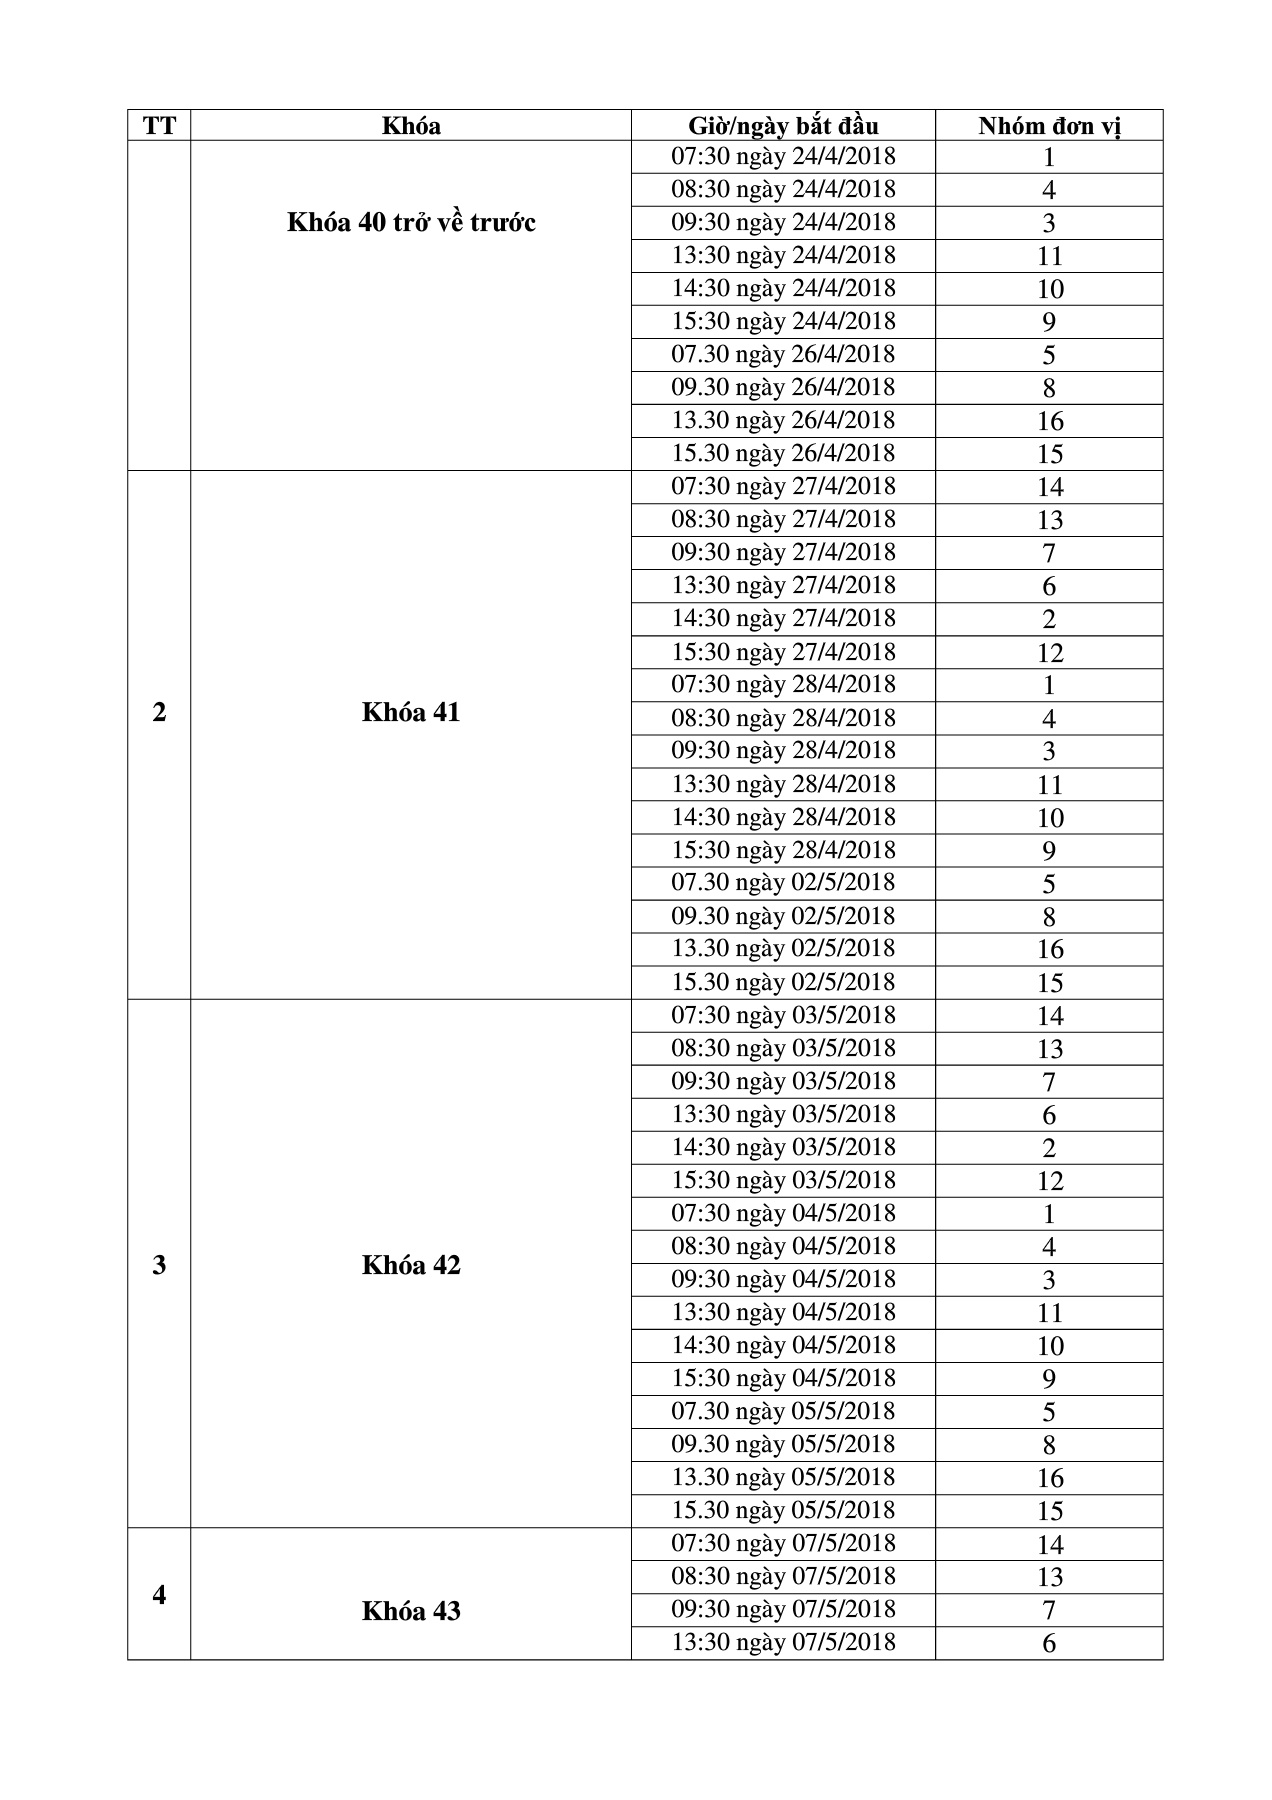 TT Khóa Giờ/ngày bắt đầu Nhóm đơn vị
07:30 ngày 24/4/2018 1
08:30 ngày 24/4/2018 4
Khóa 40 trở về trước 09:30 ngày 24/4/2018 3
13:30 ngày 24/4/2018 11
14:30 ngày 24/4/2018 10
15:30 ngày 24/4/2018 9
07.30 ngày 26/4/2018 5
09.30 ngày 26/4/2018 8
13.30 ngày 26/4/2018 16
15.30 ngày 26/4/2018 15
07:30 ngày 27/4/2018 14
08:30 ngày 27/4/2018 13
09:30 ngày 27/4/2018 7
13:30 ngày 27/4/2018 6
14:30 ngày 27/4/2018 2
15:30 ngày 27/4/2018 12
07:30 ngày 28/4/2018 1
2 Khóa 41 08:30 ngày 28/4/2018 4
09:30 ngày 28/4/2018 3
13:30 ngày 28/4/2018 11
14:30 ngày 28/4/2018 10
15:30 ngày 28/4/2018 9
07.30 ngày 02/5/2018 5
09.30 ngày 02/5/2018 8
13.30 ngày 02/5/2018 16
15.30 ngày 02/5/2018 15
07:30 ngày 03/5/2018 14
08:30 ngày 03/5/2018 13
09:30 ngày 03/5/2018 7
13:30 ngày 03/5/2018 6
14:30 ngày 03/5/2018 2
15:30 ngày 03/5/2018 12
07:30 ngày 04/5/2018 1
08:30 ngày 04/5/2018 4
3 Khóa 42 09:30 ngày 04/5/2018 3
13:30 ngày 04/5/2018 11
14:30 ngày 04/5/2018 10
15:30 ngày 04/5/2018 9
07.30 ngày 05/5/2018 5
09.30 ngày 05/5/2018 8
13.30 ngày 05/5/2018 16
15.30 ngày 05/5/2018 15
07:30 ngày 07/5/2018 14
08:30 ngày 07/5/2018 13
4 Khóa 43 09:30 ngày 07/5/2018 7
13:30 ngày 07/5/2018 6